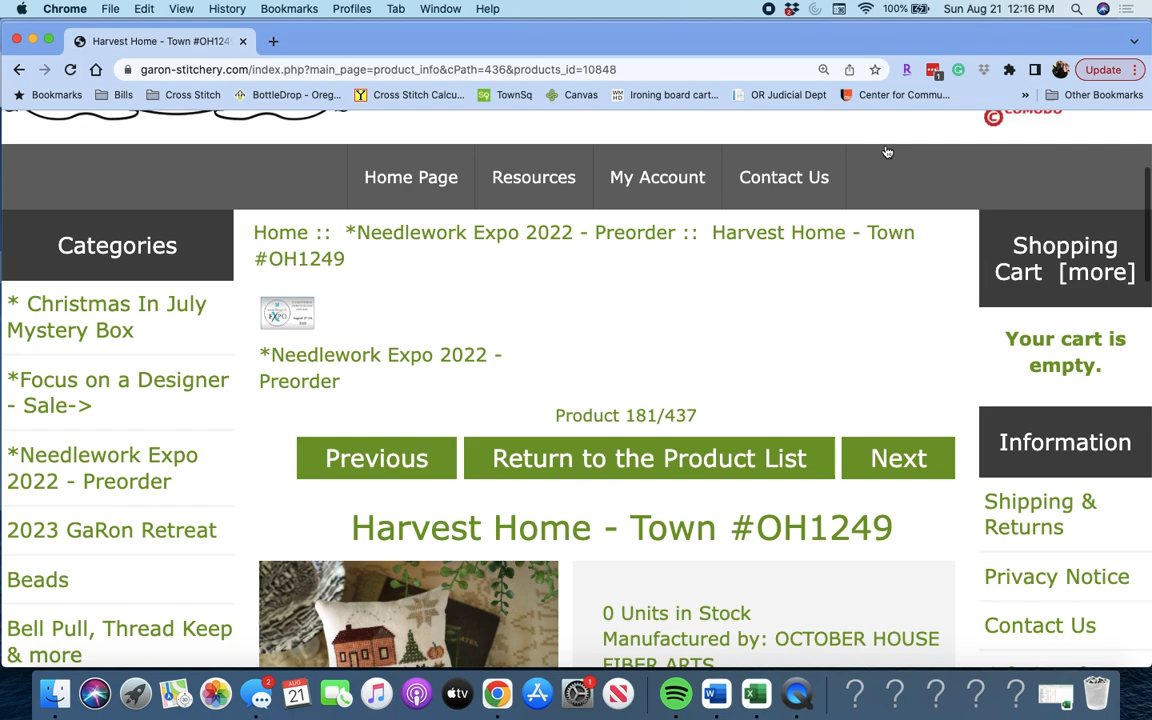 Chrome File Edit View History Bookmarks Profiles Tab Window Help 100% Sun Aug 21 12:16 PM
Harvest Home - Town #OH124
garon-stitchery.com/index.php?main_page=product_info&cPath=436&products_id=10848 Update
Bookmarks Bills Cross Stitch BottleDrop - Oreg... Cross Stitch Calcu... TownSq Canvas Ironing board cart... OR Judicial Dept Center for Commu... » Other Bookmarks
Home Page Resources My Account Contact Us
Categories
* Christmas In July
Mystery Box
*Focus on a Designer
- Sale->
*Needlework Expo
2022 - Preorder
2023 GaRon Retreat
Beads
Bell Pull, Thread Keep
& more
Home :: *Needlework Expo 2022 - Preorder :: Harvest Home - Town
#OH1249
EXPO
*Needlework Expo 2022 -
Preorder
Product 181/437
Previous Return to the Product List Next
Harvest Home - Town #OH1249
0 Units in Stock
Manufactured by: OCTOBER HOUSE
FIBER ARTS
Shopping
Cart [more]
Your cart is
empty.
Information
Shipping &
Returns
Privacy Notice
Contact Us